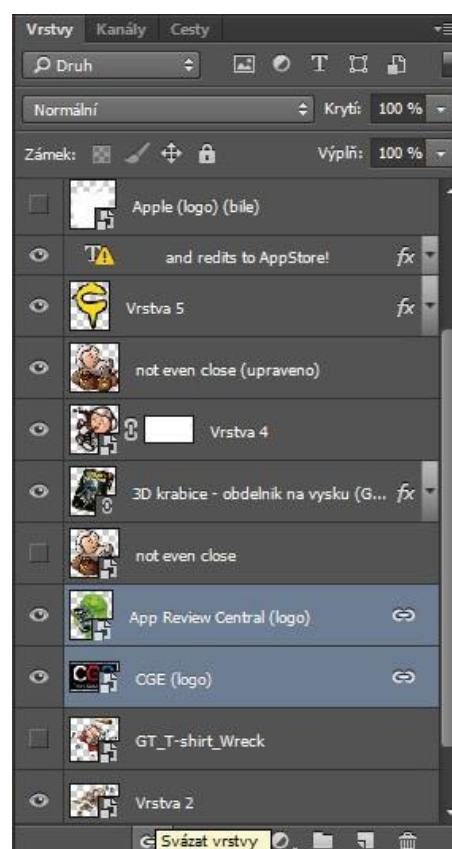 Vrstvy Kanály Cesty
Druh
Normální Krytí: 100 %
Zámek: Výplň: 100 %
Apple (logo) (bile)
and redits to AppStore! fx
Vrstva 5 fx
not even close (upraveno)
Vrstva 4
3D krabice - obdelnik na vysku (G... fx
not even close
App Review Central (logo)
CGE (logo)
GT_T-shirt_Wreck
Vrstva 2
Svázat vrstvy